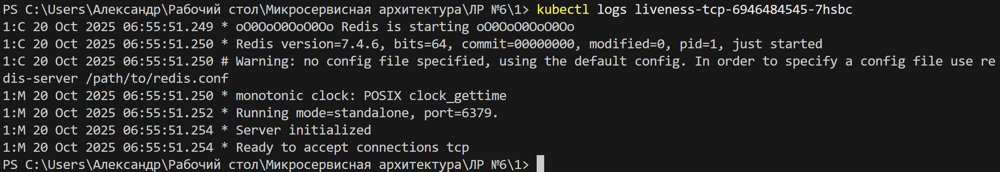 PS C:\Users\Александр\Рабочий стол\Микросервисная архитектура\ЛР №6\1> kubectl logs liveness-tcp-6946484545-7hsbc
1:C 20 Oct 2025 06:55:51.249 * oO0OoO0OoO0Oo Redis is starting oO0OoO0OoO0Oo
1:C 20 Oct 2025 06:55:51.250 * Redis version=7.4.6, bits=64, commit=00000000, modified=0, pid=1, just started
1:C 20 Oct 2025 06:55:51.250 # Warning: no config file specified, using the default config. In order to specify a config file use re
dis-server /path/to/redis.conf
1:M 20 Oct 2025 06:55:51.250 * monotonic clock: POSIX clock_gettime
1:M 20 Oct 2025 06:55:51.252 * Running mode=standalone, port=6379.
1:M 20 Oct 2025 06:55:51.254 * Server initialized
1:M 20 Oct 2025 06:55:51.254 * Ready to accept connections tcp
PS C:\Users\Александр\Рабочий стол\Микросервисная архитектура\ЛР №6\1>